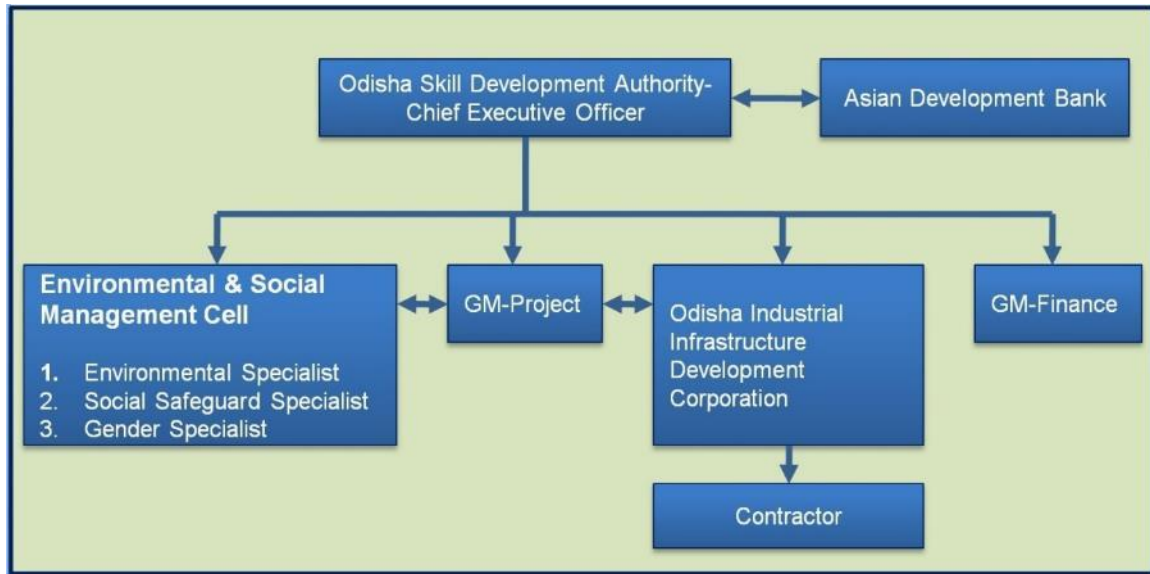 Odisha Skill Development Authority-
Chief Executive Officer
Asian Development Bank
Environmental & Social
Management Cell
1. Environmental Specialist
2. Social Safeguard Specialist
3. Gender Specialist
GM-Project
Odisha Industrial
Infrastructure
Development
Corporation
GM-Finance
Contractor